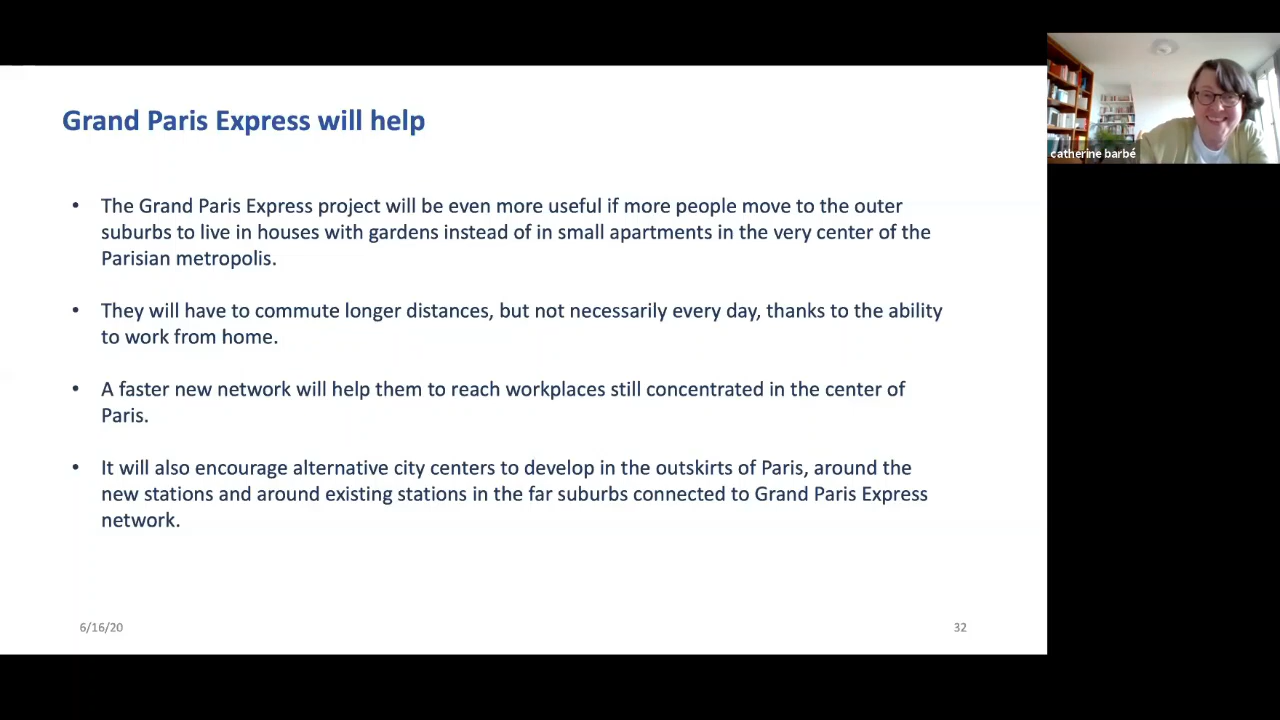 Grand Paris Express will help
catherine barbé
• The Grand Paris Express project will be even more useful if more people move to the outer
suburbs to live in houses with gardens instead of in small apartments in the very center of the
Parisian metropolis.
• They will have to commute longer distances, but not necessarily every day, thanks to the ability
to work from home.
• A faster new network will help them to reach workplaces still concentrated in the center of
Paris.
• It will also encourage alternative city centers to develop in the outskirts of Paris, around the
new stations and around existing stations in the far suburbs connected to Grand Paris Express
network.
6/16/20
32